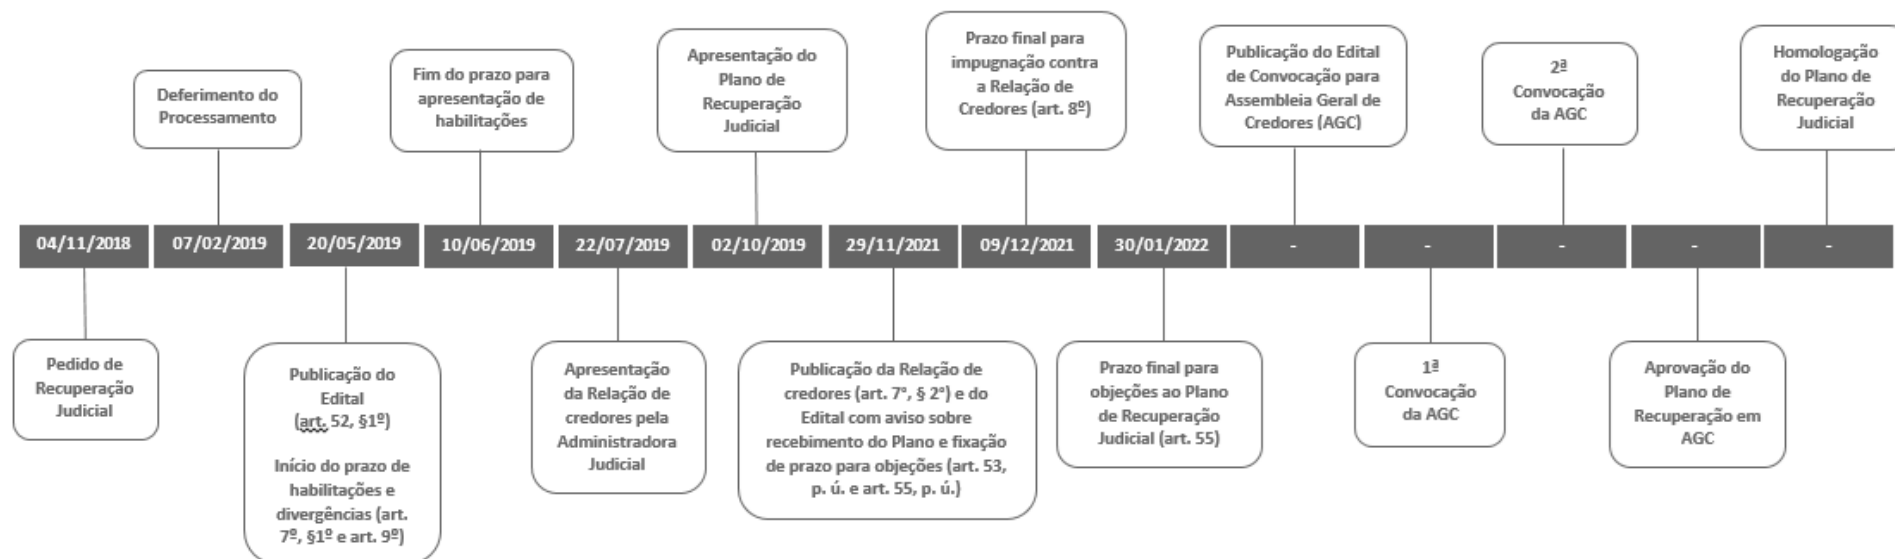 Deferimento do
Processamento
Fim do prazo para
apresentação de
habilitações
Apresentação do
Plano de
Recuperação
Judicial
Prazo final para
impugnação contra
a Relação de
Credores (art. 8º)
Publicação do Edital
de Convocação para
Assembleia Geral de
Credores (AGC)
2ª
Convocação
da AGC
Homologação
do Plano de
Recuperação
Judicial
04/11/2018
07/02/2019
20/05/2019
10/06/2019
22/07/2019
02/10/2019
29/11/2021
09/12/2021
30/01/2022
-
-
-
-
-
Pedido de
Recuperação
Judicial
Publicação do
Edital
(art. 52, §1º)
Início do prazo de
habilitações e
divergências (art.
7º, §1º e art. 9º)
Apresentação
da Relação de
credores pela
Administradora
Judicial
Publicação da Relação de
credores (art. 7°, § 2°) e do
Edital com aviso sobre
recebimento do Plano e fixação
de prazo para objeções (art. 53,
p. ú. e art. 55, p. ú.)
Prazo final para
objeções ao Plano
de Recuperação
Judicial (art. 55)
1ª
Convocação
da AGC
Aprovação do
Plano de
Recuperação em
AGC